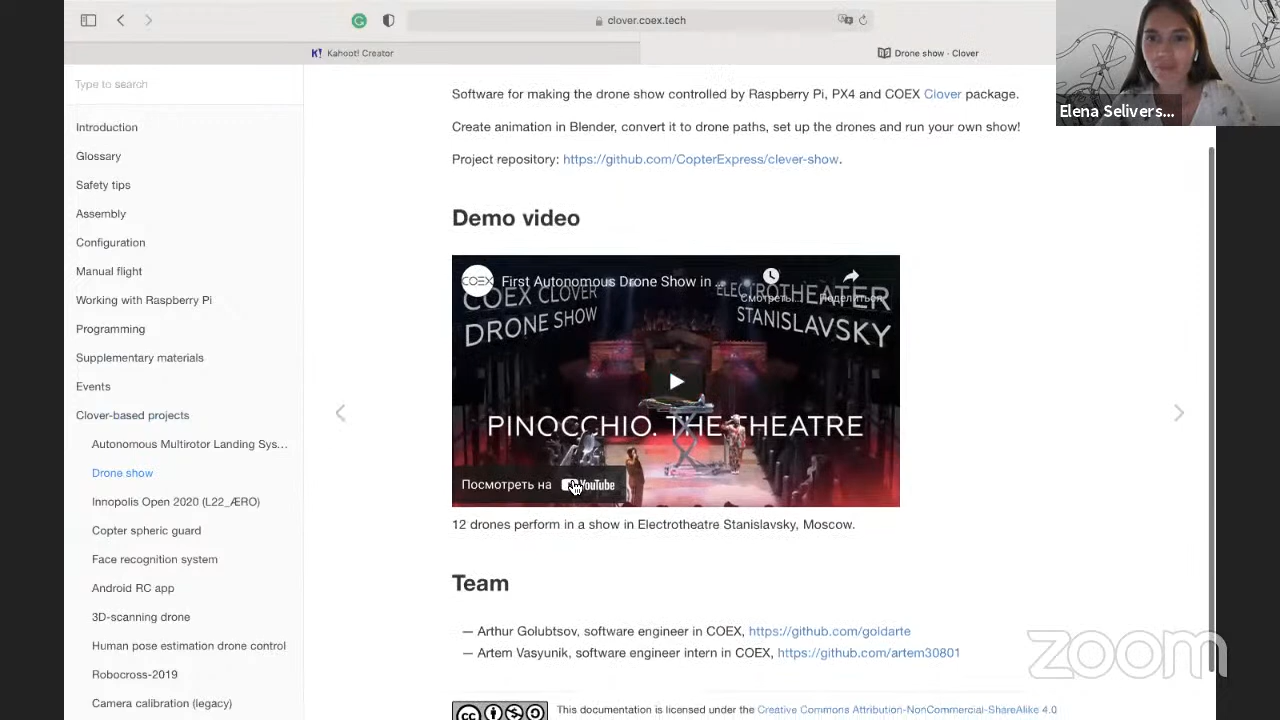 clover.coex.tech
K! Kahoot! Creator
Drone show · Clover
Elena Selivers...
Type to search
Introduction
Glossary
Safety tips
Assembly
Configuration
Manual flight
Working with Raspberry Pi
Programming
Supplementary materials
Events
Clover-based projects
Autonomous Multirotor Landing Sys...
Drone show
Innopolis Open 2020 (L22_ÆRO)
Copter spheric guard
Face recognition system
Android RC app
3D-scanning drone
Human pose estimation drone control
Robocross-2019
Camera calibration (legacy)
Software for making the drone show controlled by Raspberry Pi, PX4 and COEX Clover package.
Create animation in Blender, convert it to drone paths, set up the drones and run your own show!
Project repository: https://github.com/CopterExpress/clever-show.
Demo video
COEX
First Autonomous Drone Show in ...
Смотреть...
Поделиться
COEX CLOVER
DRONE SHOW
ELECTROTHEATER
STANISLAVSKY
PINOCCHIO. THE THEATRE
Посмотреть на YouTube
12 drones perform in a show in Electrotheatre Stanislavsky, Moscow.
Team
— Arthur Golubtsov, software engineer in COEX, https://github.com/goldarte
— Artem Vasyunik, software engineer intern in COEX, https://github.com/artem30801
zoom
cc
This documentation is licensed under the Creative Commons Attribution-NonCommercial-ShareAlike 4.0